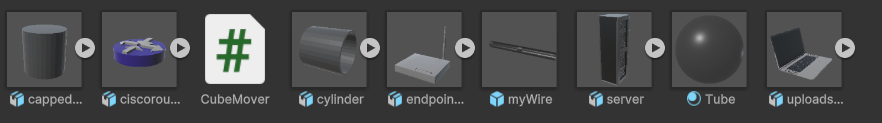 capped...
ciscorou...
CubeMover
cylinder
endpoin...
myWire
server
Tube
uploads...